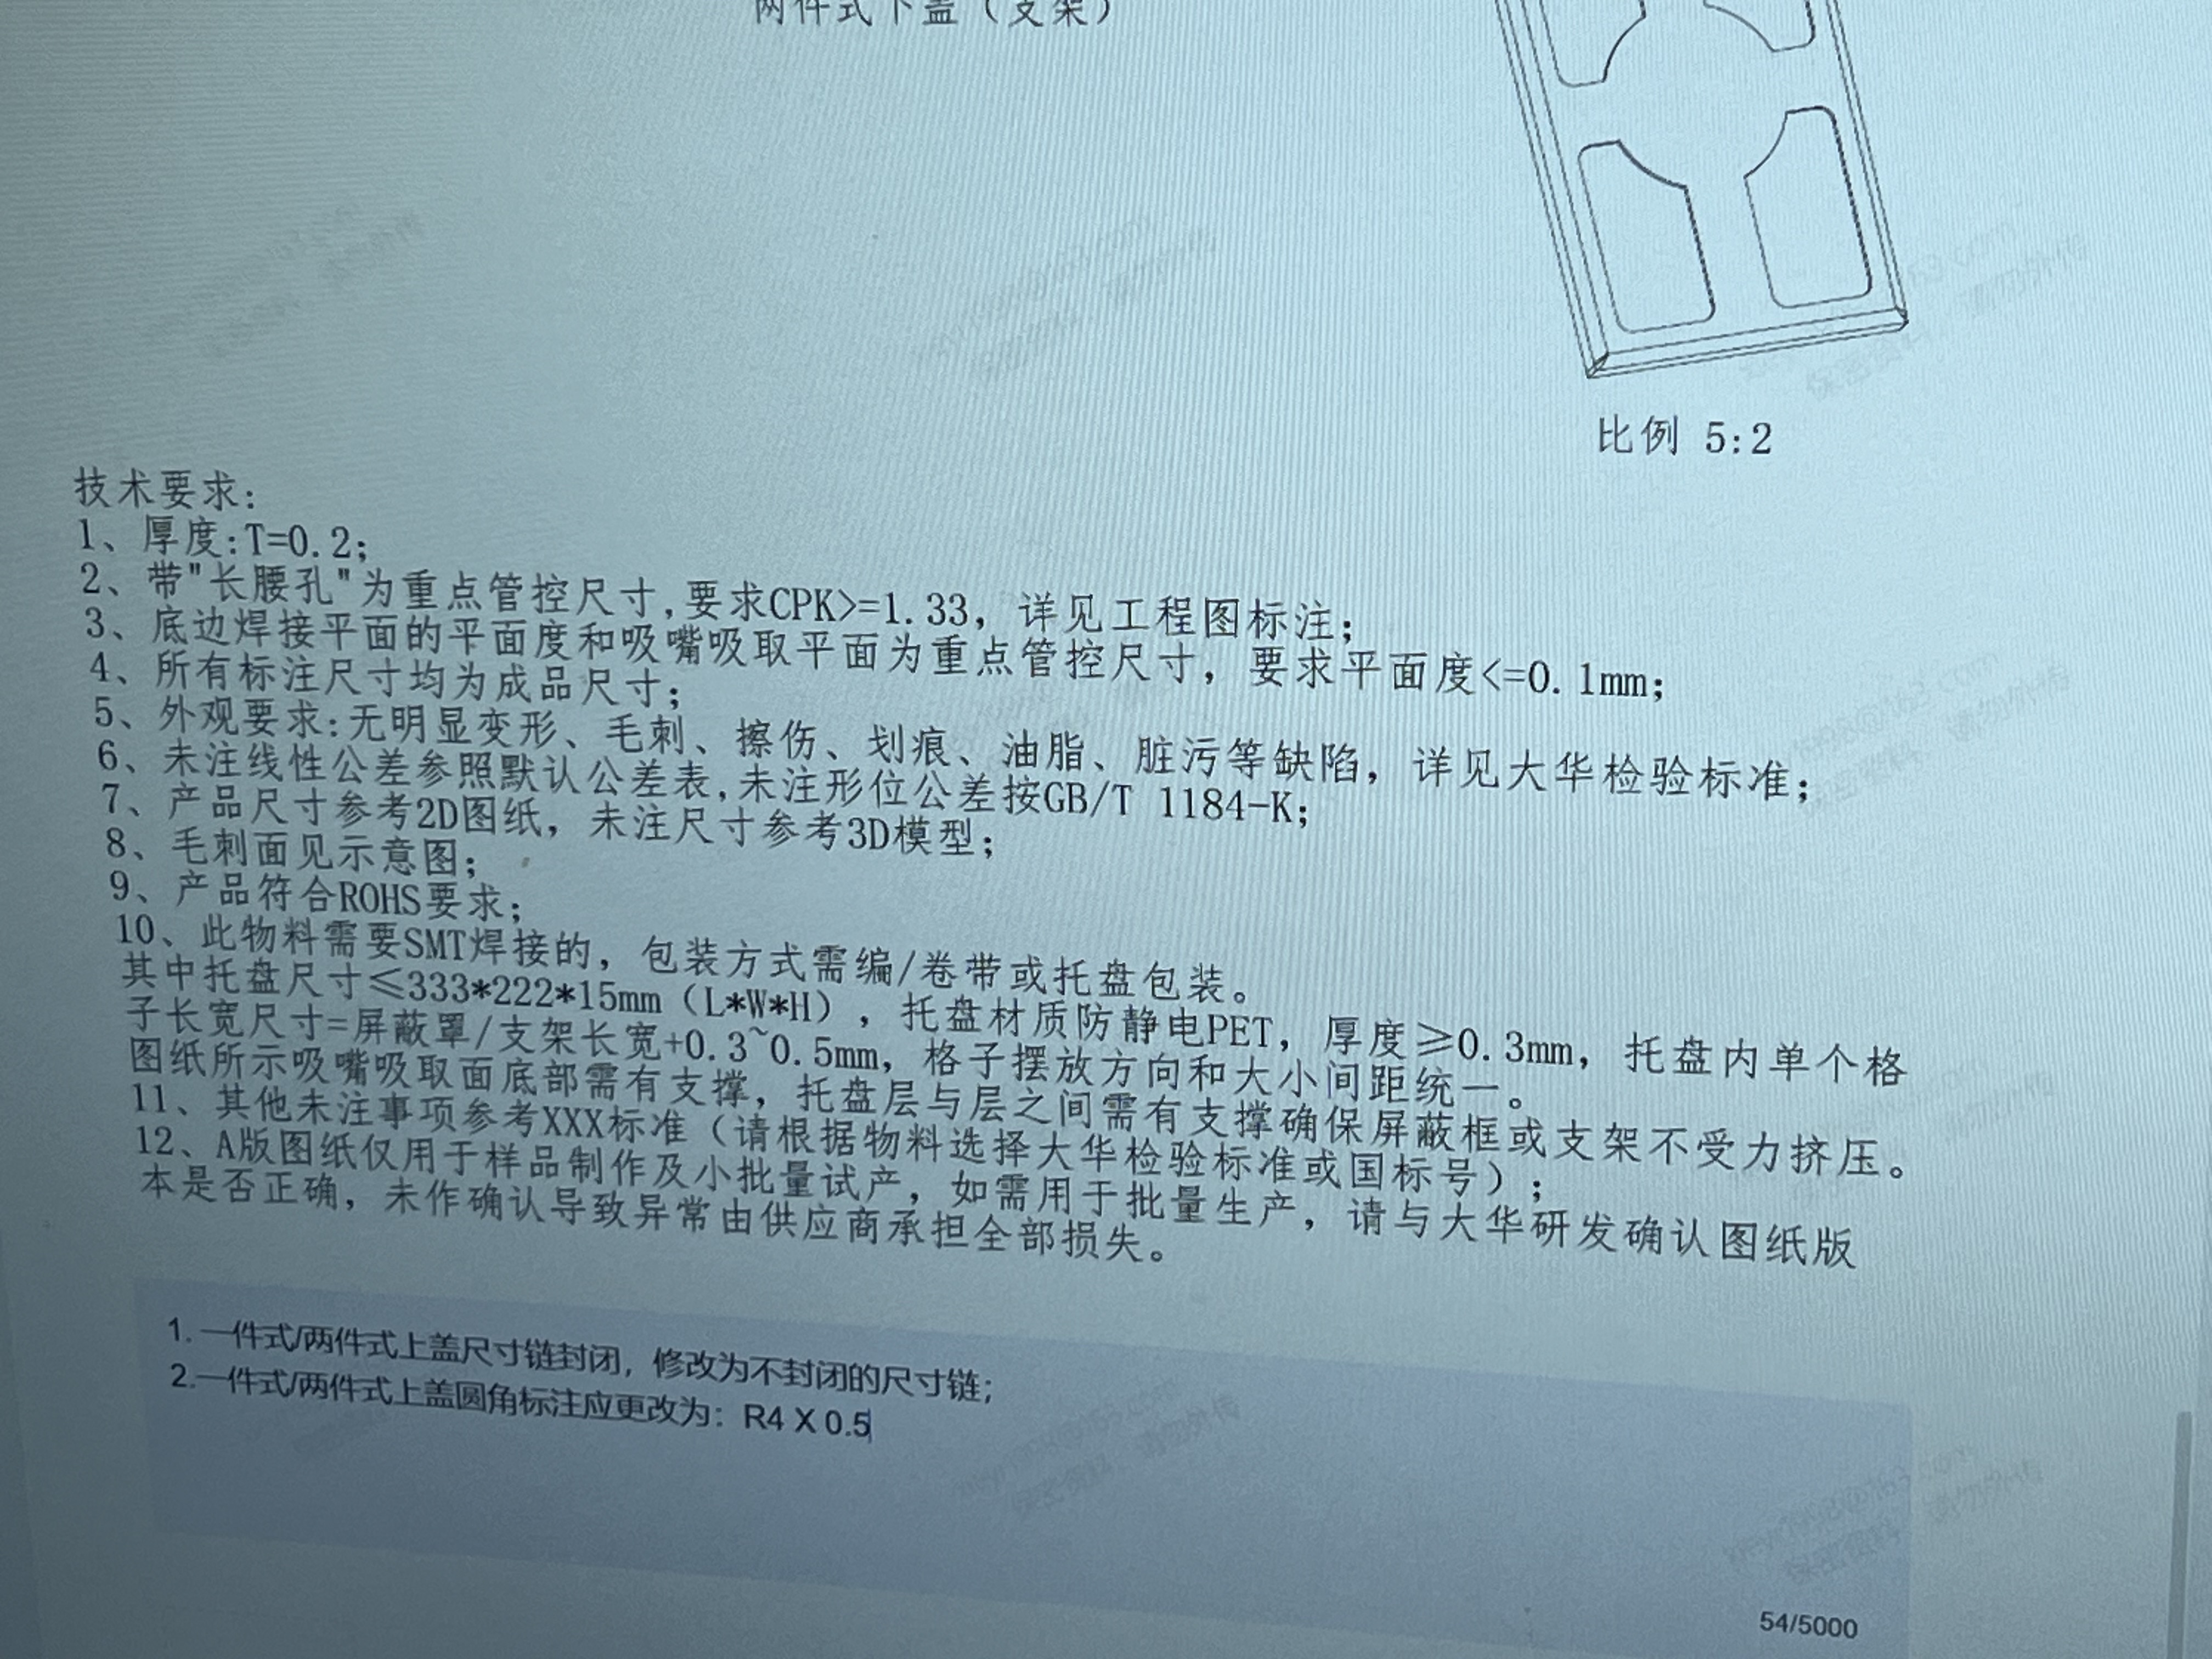 两件式下盖（支架）
比例 5:2
技术要求:
1、厚度:T=0.2;
2、带"长腰孔"为重点管控尺寸,要求CPK>=1.33, 详见工程图标注;
3、底边焊接平面的平面度和吸嘴吸取平面为重点管控尺寸, 要求平面度<=0.1mm;
4、所有标注尺寸均为成品尺寸;
5、外观要求:无明显变形、毛刺、擦伤、划痕、油脂、脏污等缺陷, 详见大华检验标准;
6、未注线性公差参照默认公差表,未注形位公差按GB/T 1184-K;
7、产品尺寸参考2D图纸, 未注尺寸参考3D模型;
8、毛刺面见示意图;
9、产品符合ROHS要求;
10、此物料需要SMT焊接的, 包装方式需编/卷带或托盘包装。
其中托盘尺寸≤333*222*15mm（L*W*H）, 托盘材质防静电PET, 厚度≥0.3mm, 托盘内单个格
子长宽尺寸=屏蔽罩/支架长宽+0.3~0.5mm, 格子摆放方向和大小间距统一。
图纸所示吸嘴吸取面底部需有支撑, 托盘层与层之间需有支撑确保屏蔽框或支架不受力挤压。
11、其他未注事项参考XXX标准（请根据物料选择大华检验标准或国标号）;
12、A版图纸仅用于样品制作及小批量试产, 如需用于批量生产, 请与大华研发确认图纸版
本是否正确, 未作确认导致异常由供应商承担全部损失。
1. 一件式/两件式上盖尺寸链封闭，修改为不封闭的尺寸链；
2.一件式/两件式上盖圆角标注应更改为：R4 X 0.5
54/5000